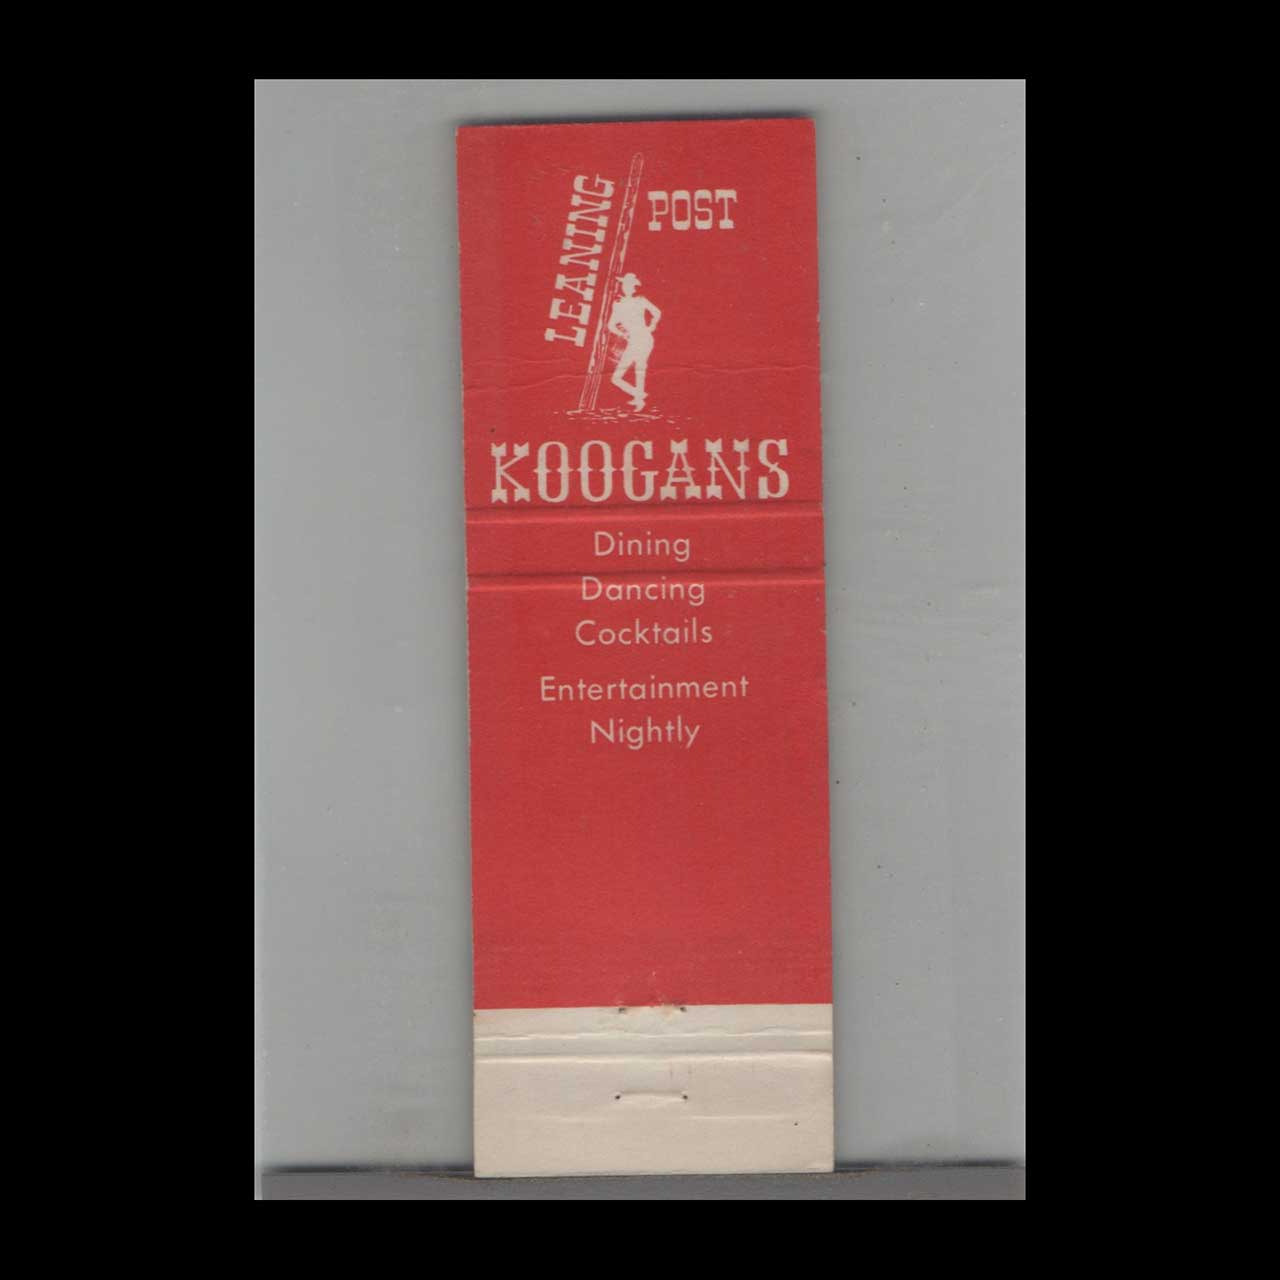 LEANING POST
KOOGANS
Dining
Dancing
Cocktails
Entertainment
Nightly